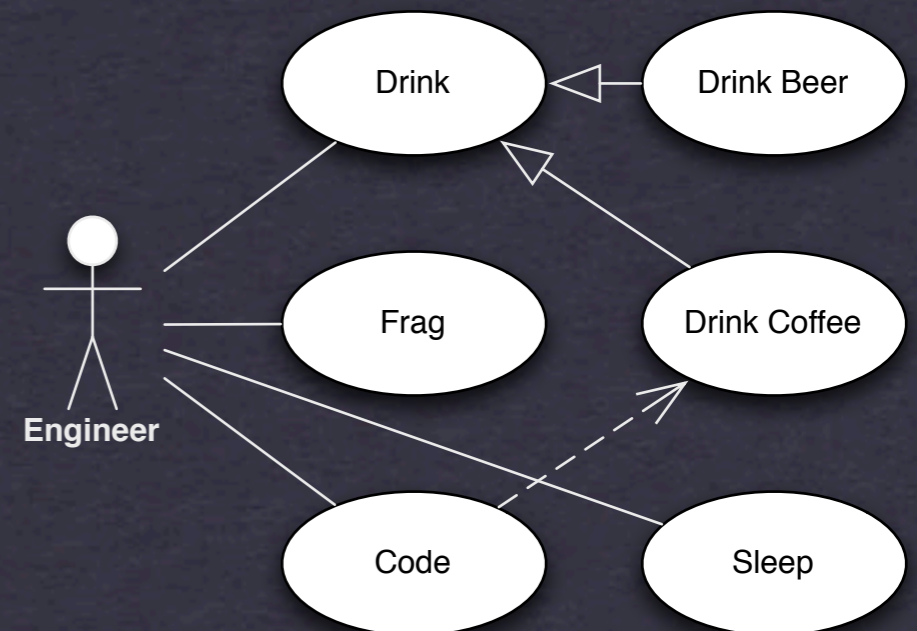 Drink
Drink Beer
Frag
Drink Coffee
Engineer
Code
Sleep